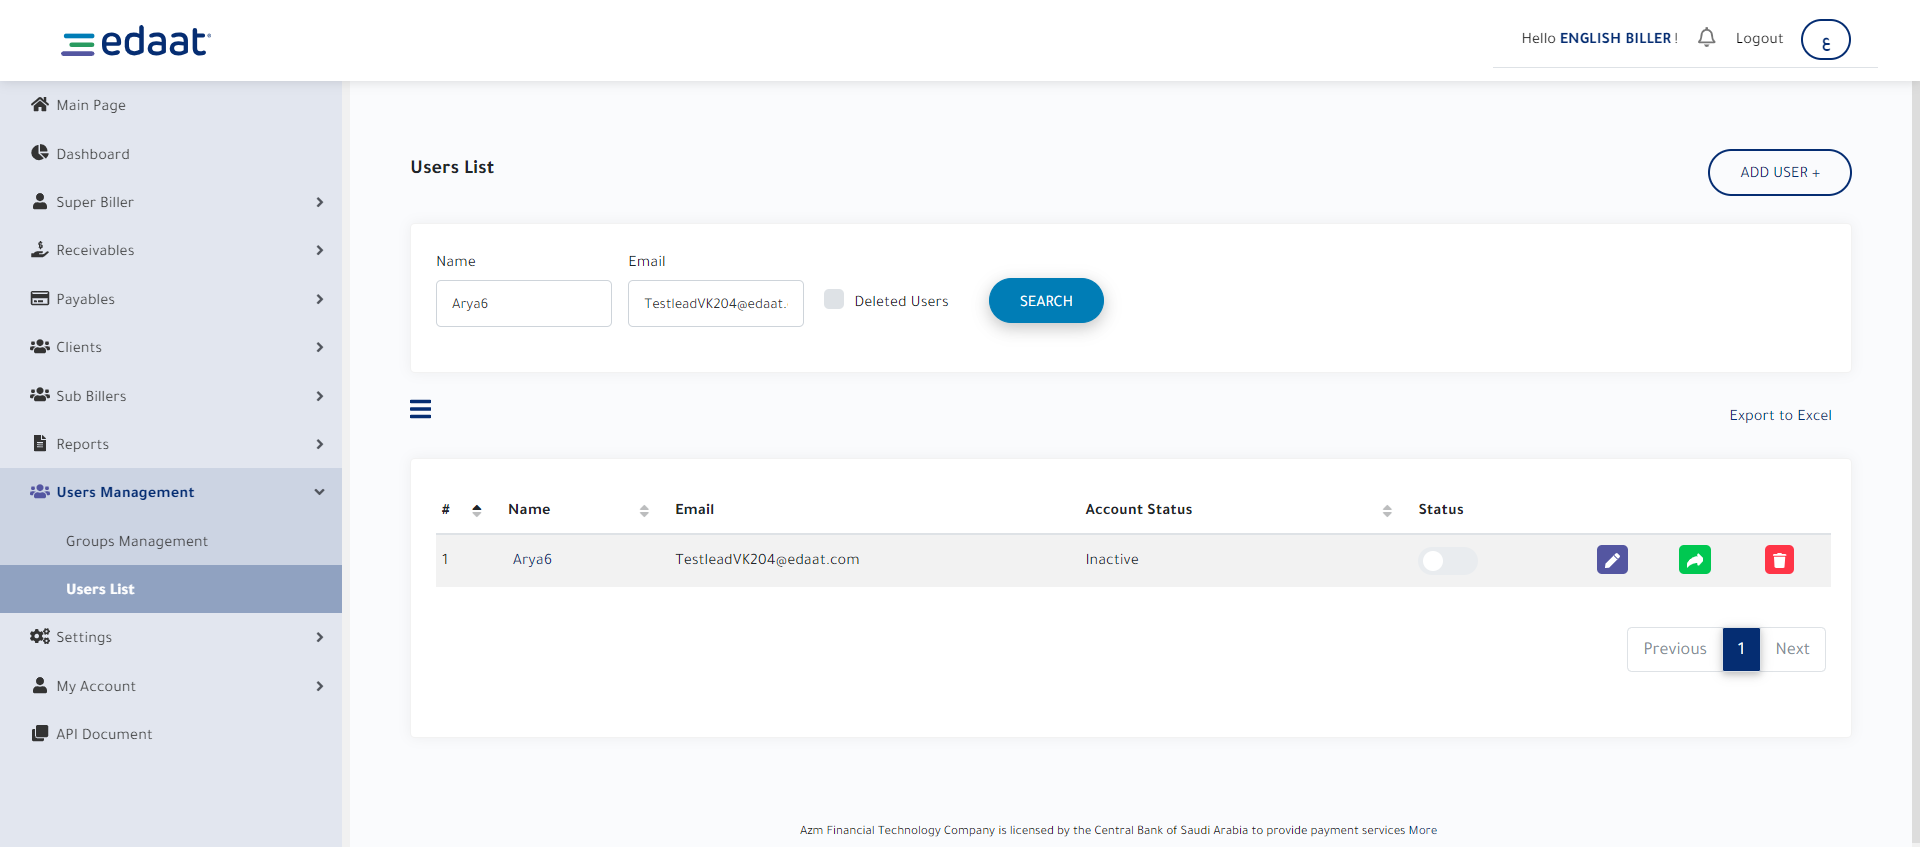 edaat
Hello ENGLISH BILLER !
Logout
ع
Main Page
Dashboard
Super Biller
Receivables
Payables
Clients
Sub Billers
Reports
Users Management
Groups Management
Users List
Settings
My Account
API Document
Users List
ADD USER +
Name
Email
Arya6
TestleadVK204@edaat.
Deleted Users
SEARCH
Export to Excel
# Name Email Account Status Status
1 Arya6 TestleadVK204@edaat.com Inactive
Previous 1 Next
Azm Financial Technology Company is licensed by the Central Bank of Saudi Arabia to provide payment services More